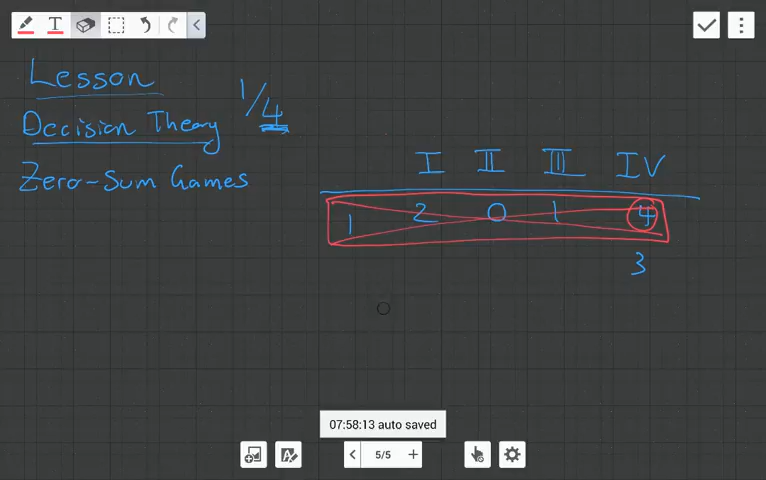 T
Lesson
1/4
Decision Theory
Zero-Sum Games
I II III IV
1 2 0 1 4
3
07:58:13 auto saved
A
< 5/5 +